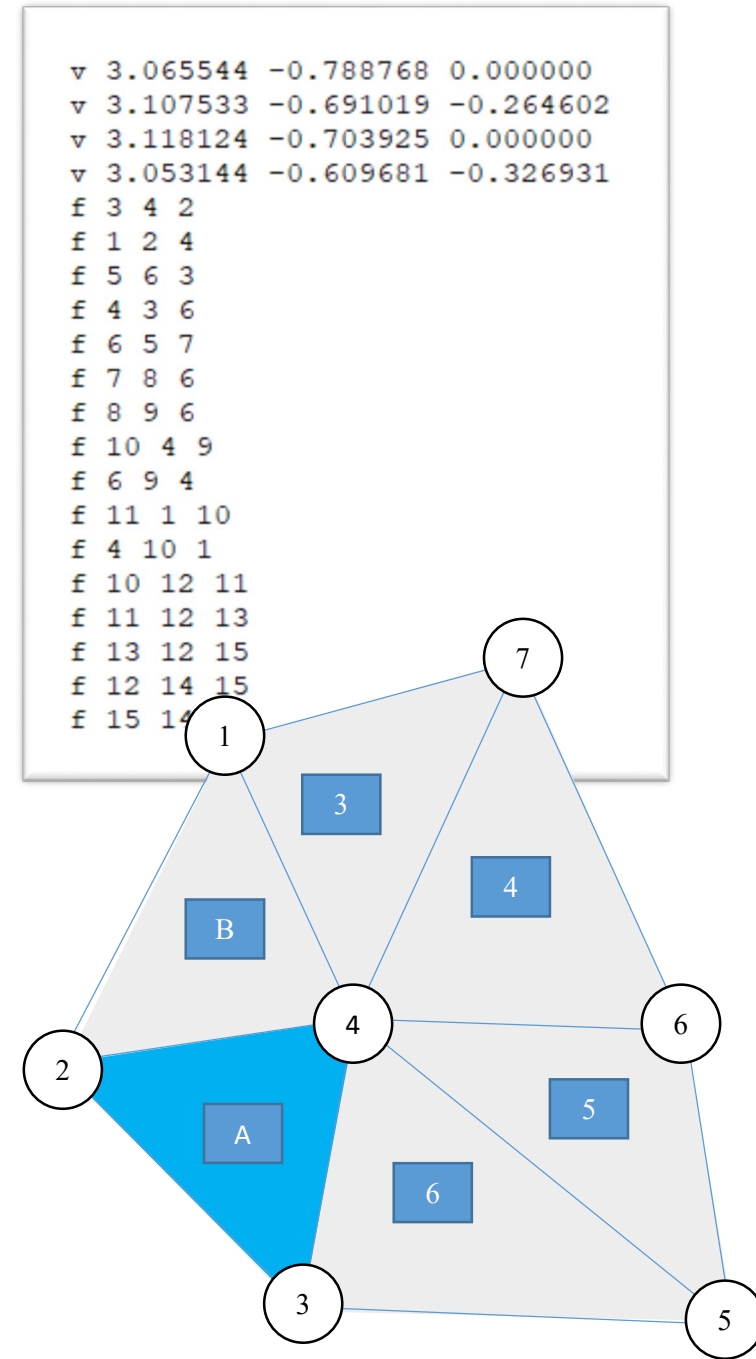 v 3.065544 -0.788768 0.000000
v 3.107533 -0.691019 -0.264602
v 3.118124 -0.703925 0.000000
v 3.053144 -0.609681 -0.326931
f 3 4 2
f 1 2 4
f 5 6 3
f 4 3 6
f 6 5 7
f 7 8 6
f 8 9 6
f 10 4 9
f 6 9 4
f 11 1 10
f 4 10 1
f 10 12 11
f 11 12 13
f 13 12 15
f 12 14 15
f 15 14
7
1
3
4
B
4
6
2
5
A
6
3
5